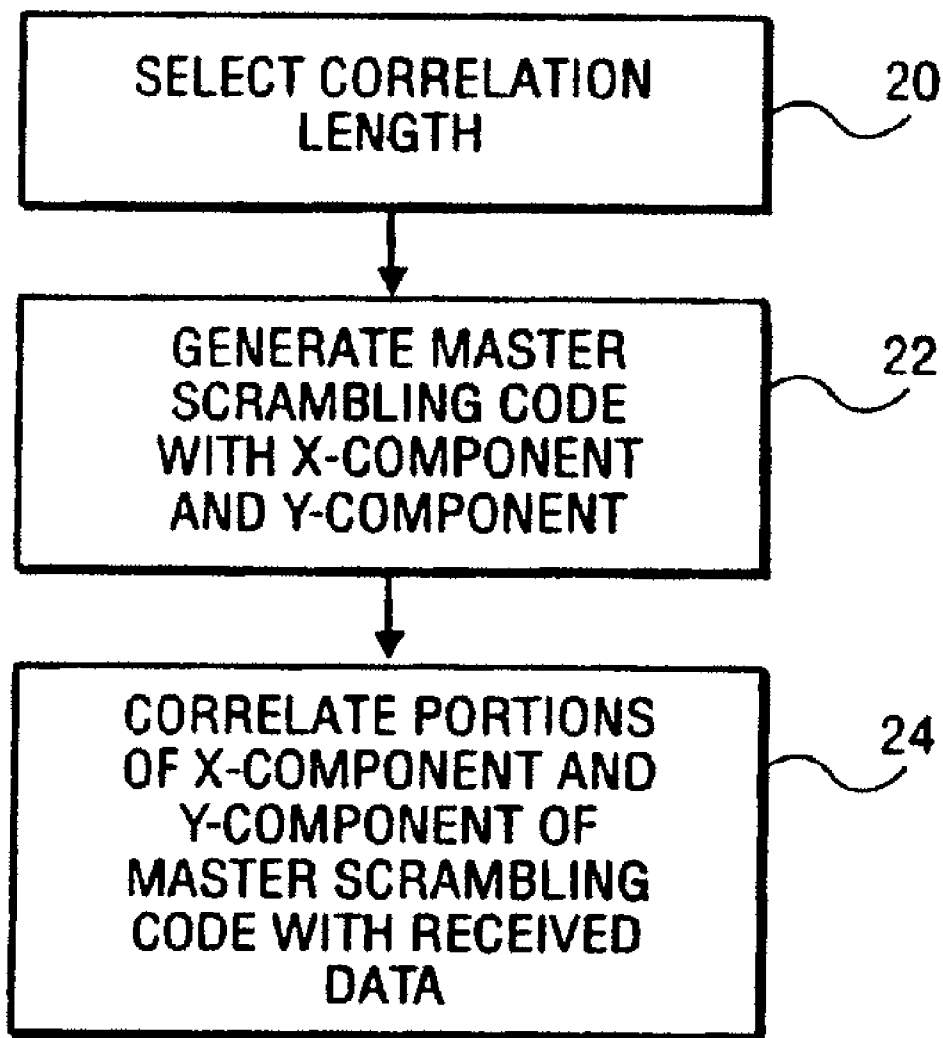 SELECT CORRELATION
LENGTH
20
GENERATE MASTER
SCRAMBLING CODE
WITH X-COMPONENT
AND Y-COMPONENT
22
CORRELATE PORTIONS
OF X-COMPONENT AND
Y-COMPONENT OF
MASTER SCRAMBLING
CODE WITH RECEIVED
DATA
24